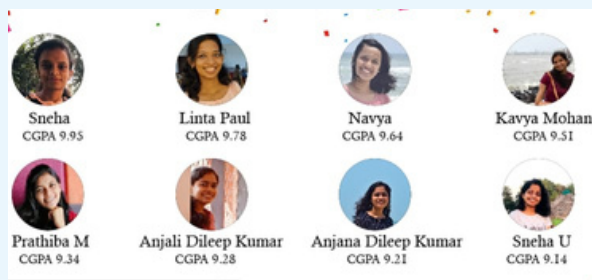 Sneha
CGPA 9.95
Linta Paul
CGPA 9.78
Navya
CGPA 9.64
Kavya Mohan
CGPA 9.51
Prathiba M
CGPA 9.34
Anjali Dileep Kumar
CGPA 9.28
Anjana Dileep Kumar
CGPA 9.21
Sneha U
CGPA 9.14